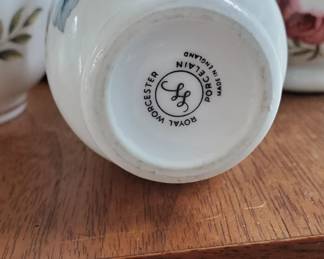 ROYAL WORCESTER
PORCELAIN
MADE IN ENGLAND